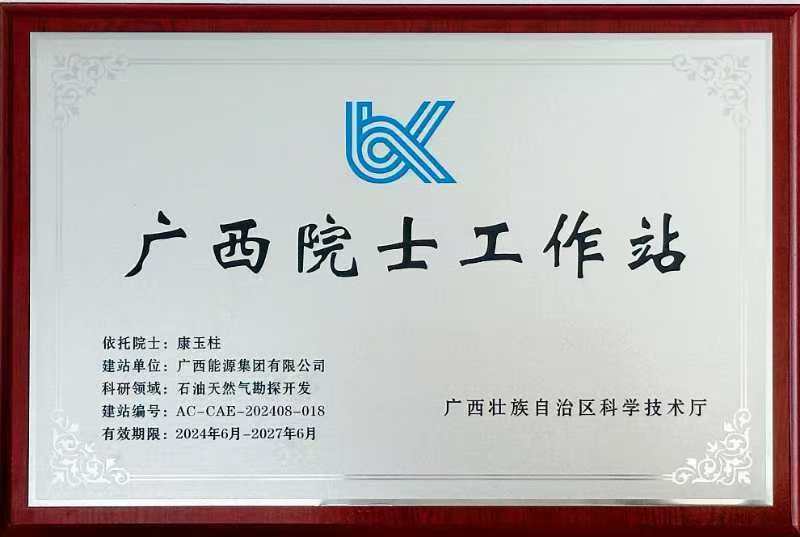 广西院士工作站
依托院士：康玉柱
建站单位：广西能源集团有限公司
科研领域：石油天然气勘探开发
建站编号：AC-CAE-202408-018
有效期限：2024年6月-2027年6月
广西壮族自治区科学技术厅